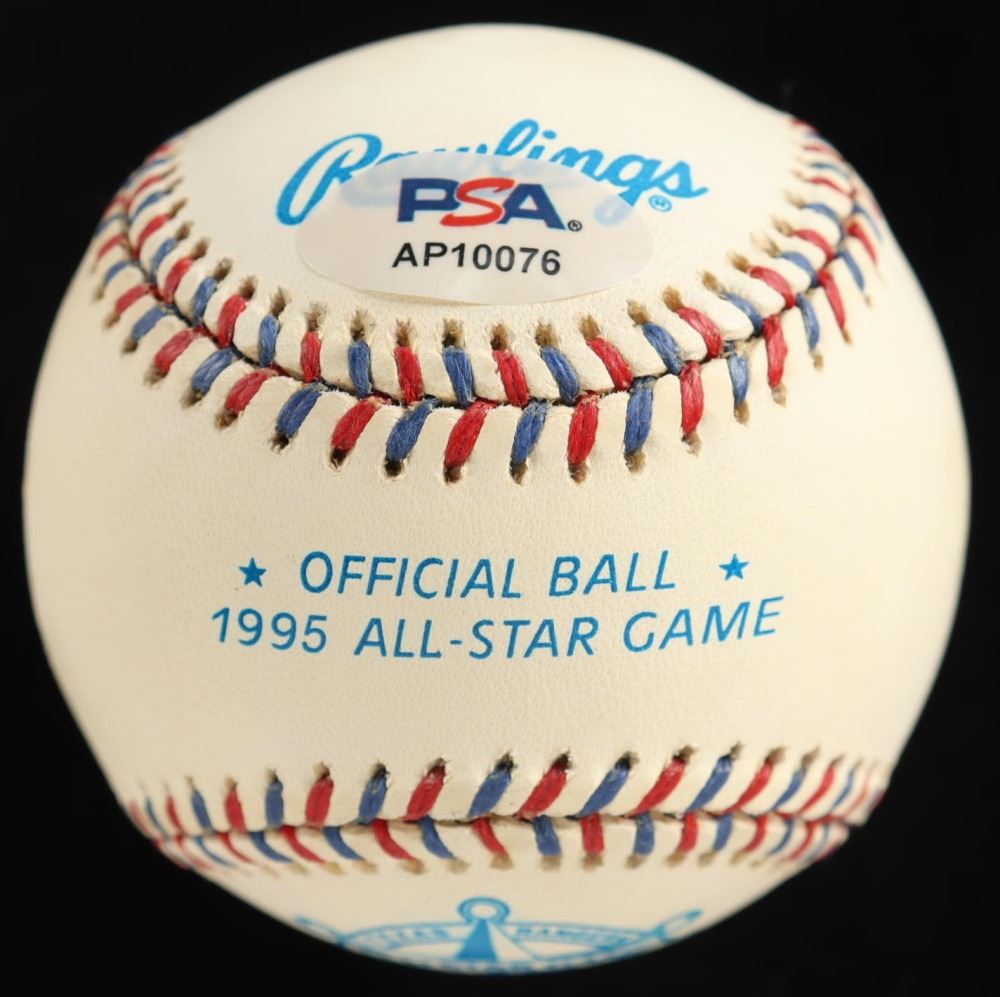 Rawlings®
PSA®
AP10076
★ OFFICIAL BALL ★
1995 ALL-STAR GAME